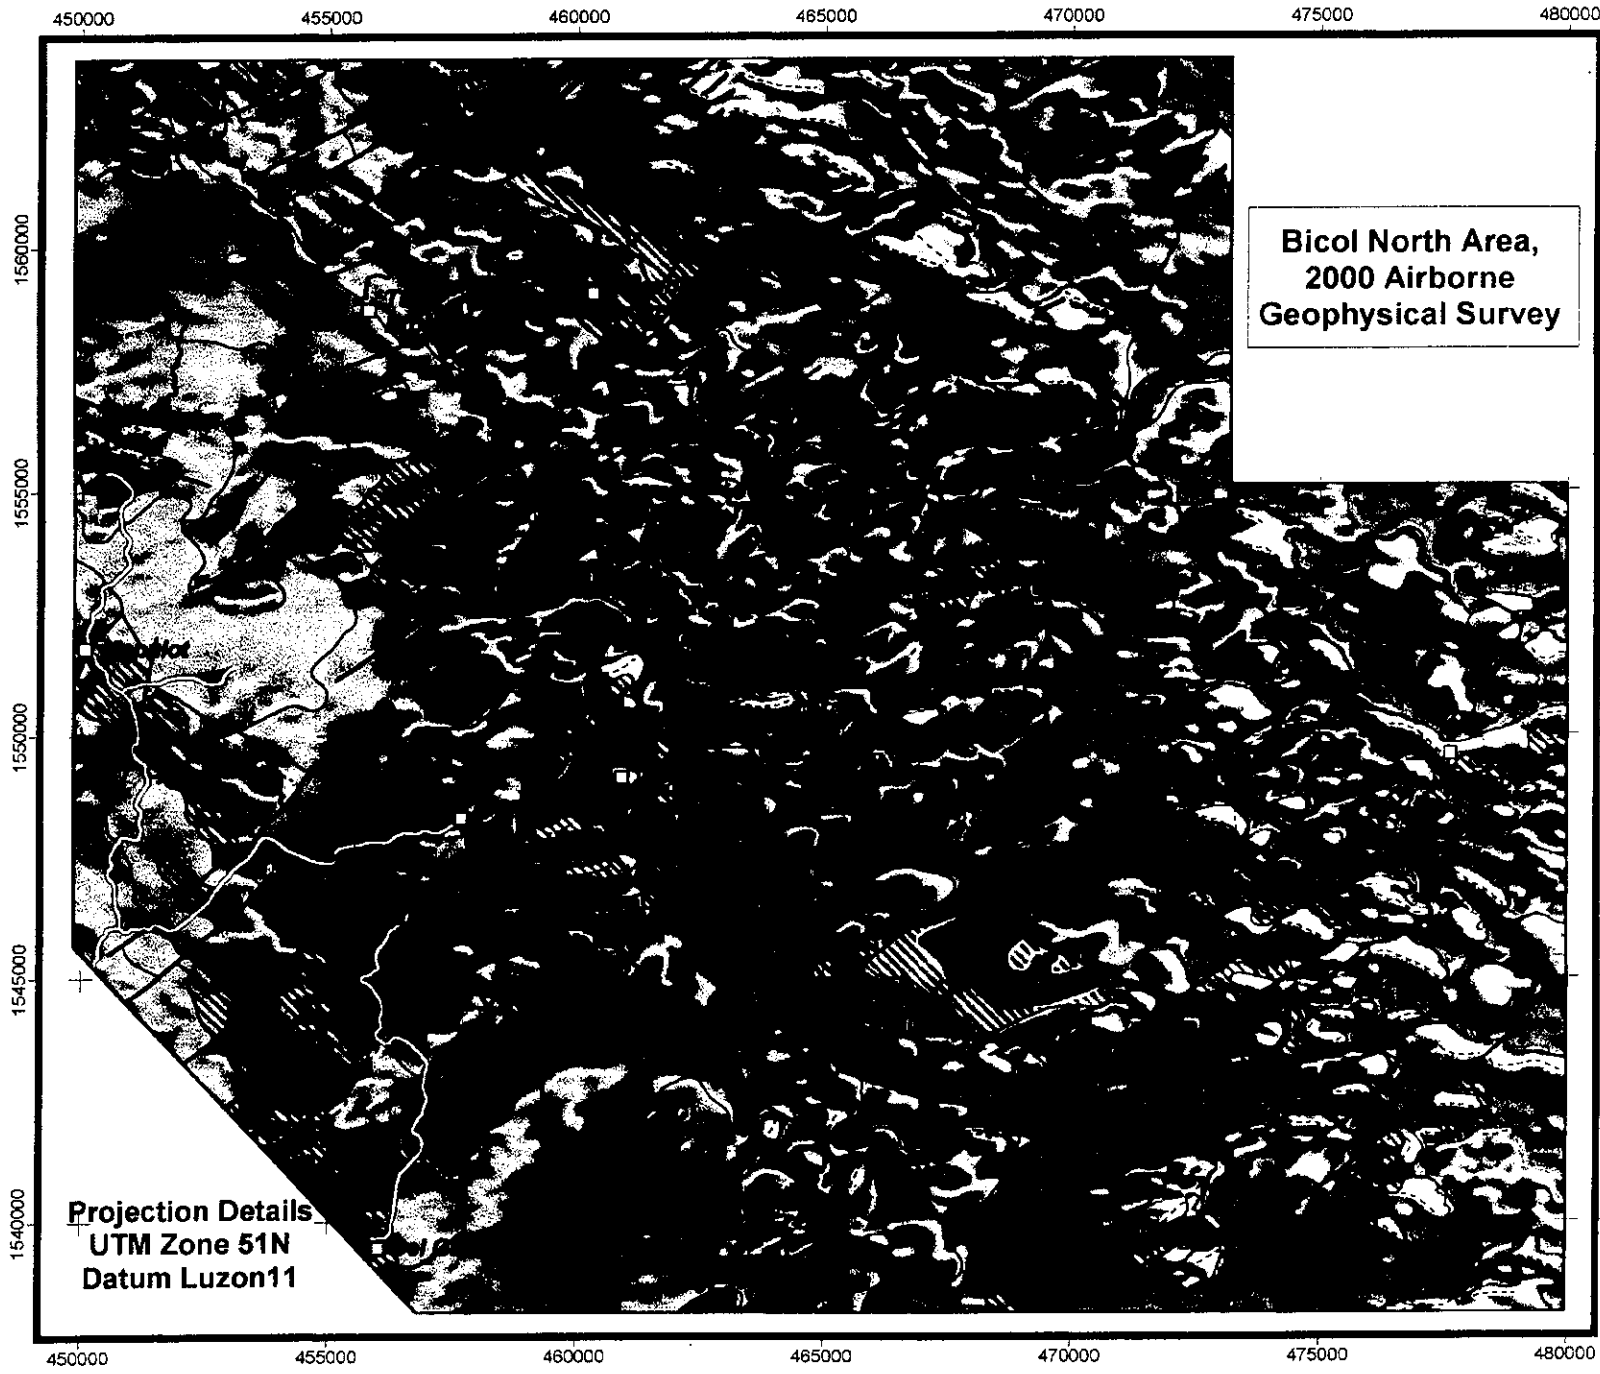 450000 455000 460000 465000 470000 475000 480000
1560000
Bicol North Area,
2000 Airborne
Geophysical Survey
1555000
1550000
1545000
1540000
Projection Details
UTM Zone 51N
Datum Luzon11
450000 455000 460000 465000 470000 475000 480000